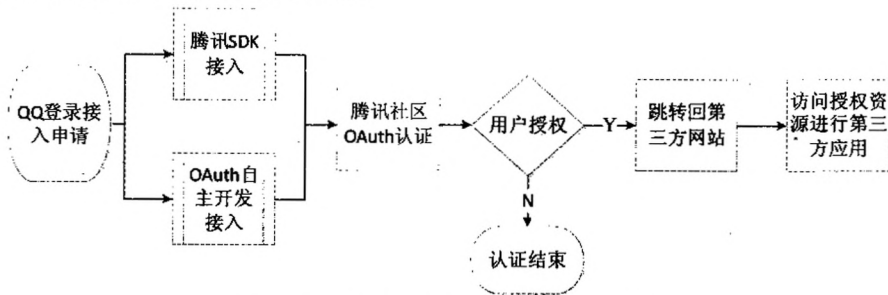 QQ登录接
入申请
腾讯SDK
接入
OAuth自
主开发
接入
腾讯社区
OAuth认证
用户授权
Y
N
认证结束
跳转回第
三方网站
访问授权资
源进行第三
方应用